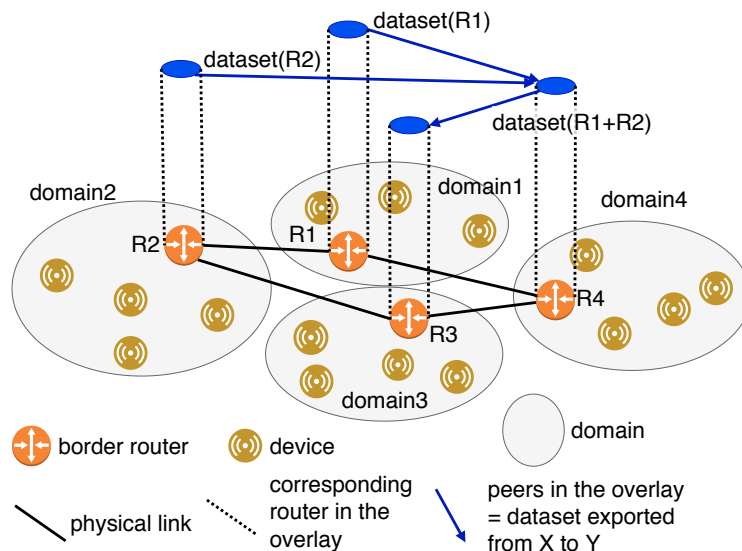 dataset(R1)
dataset(R2)
dataset(R1+R2)
domain2
domain1
domain4
R2
R1
R4
R3
domain3
border router
device
domain
physical link
corresponding
router in the
overlay
peers in the overlay
= dataset exported
from X to Y